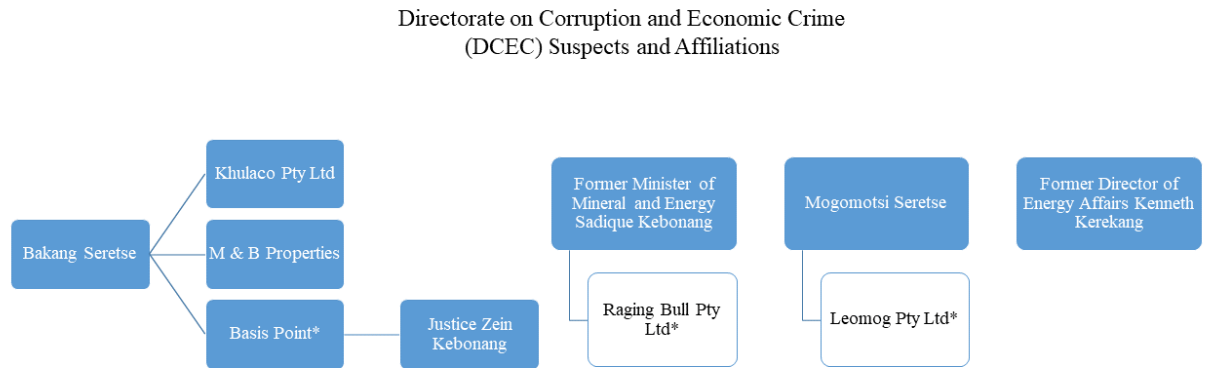 Directorate on Corruption and Economic Crime
(DCEC) Suspects and Affiliations
Bakang Seretse
Khulaco Pty Ltd
M & B Properties
Basis Point*
Justice Zein
Kebonang
Former Minister of
Mineral and Energy
Sadique Kebonang
Raging Bull Pty
Ltd*
Mogomotsi Seretse
Leomog Pty Ltd*
Former Director of
Energy Affairs Kenneth
Kerekang